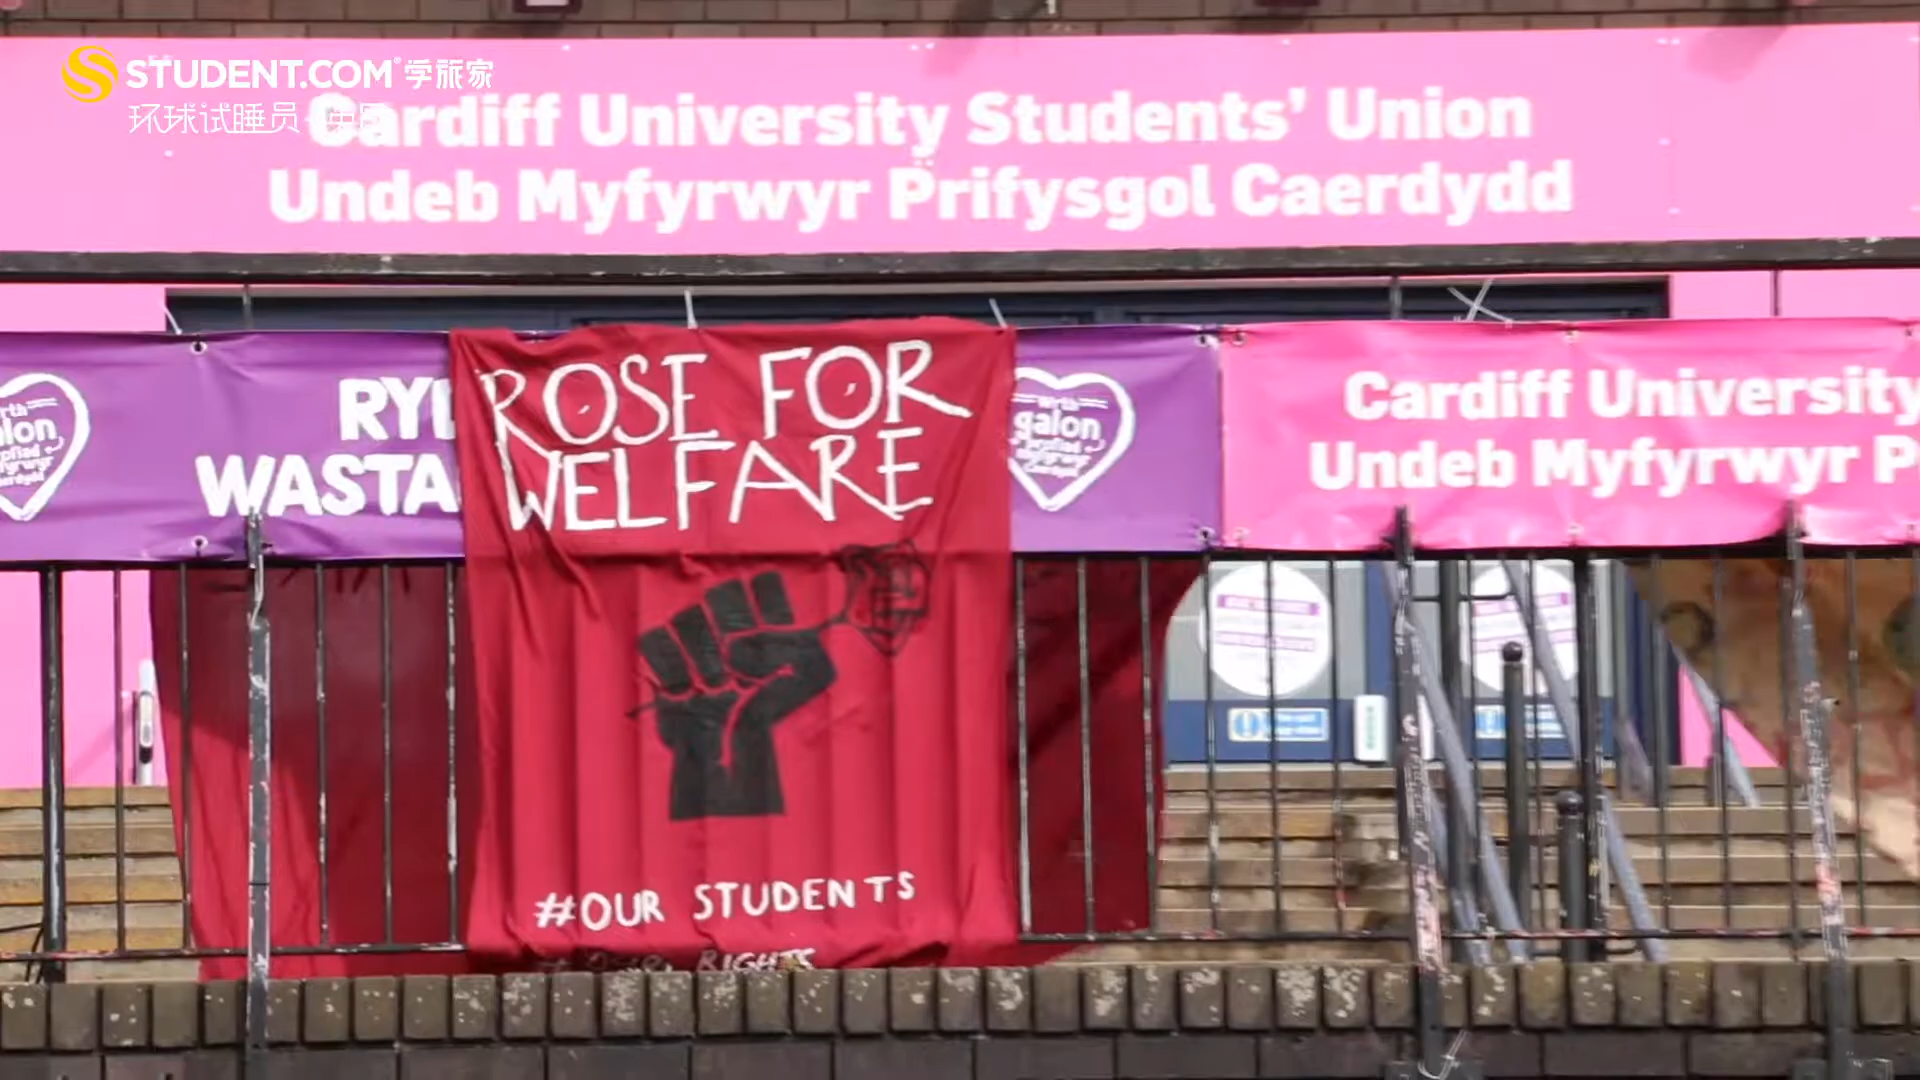 STUDENT.COM® 学旅家
环球试睡员
Cardiff University Students' Union
Undeb Myfyrwyr Prifysgol Caerdydd
RY
WASTA
ROSE FOR
WELFARE
galon
Cardiff University
Undeb Myfyrwyr P
#OUR STUDENTS
RIGHTS